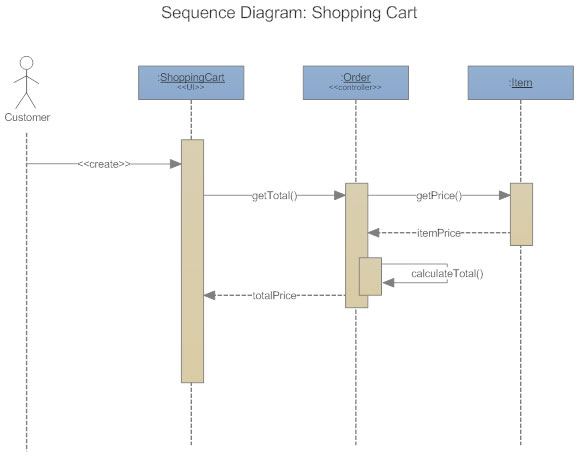 Sequence Diagram: Shopping Cart
:ShoppingCart
<<UI>>
:Order
<<controller>>
:Item
Customer
<<create>>
getTotal()
getPrice()
itemPrice
calculateTotal()
totalPrice